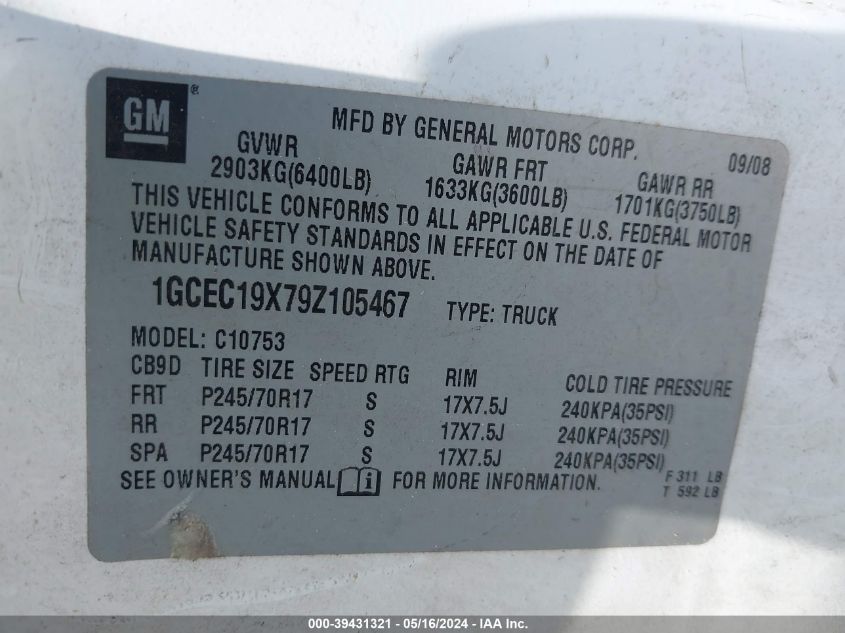 GM ®
MFD BY GENERAL MOTORS CORP. 09/08
GVWR GAWR FRT GAWR RR
2903KG(6400LB) 1633KG(3600LB) 1701KG(3750LB)
THIS VEHICLE CONFORMS TO ALL APPLICABLE U.S. FEDERAL MOTOR
VEHICLE SAFETY STANDARDS IN EFFECT ON THE DATE OF
MANUFACTURE SHOWN ABOVE.
1GCEC19X79Z105467 TYPE: TRUCK
MODEL: C10753
CB9D TIRE SIZE SPEED RTG RIM COLD TIRE PRESSURE
FRT P245/70R17 S 17X7.5J 240KPA(35PSI)
RR P245/70R17 S 17X7.5J 240KPA(35PSI)
SPA P245/70R17 S 17X7.5J 240KPA(35PSI)
SEE OWNER'S MANUAL i FOR MORE INFORMATION. F 311 LB
T 592 LB
000-39431321 - 05/16/2024 - IAA Inc.